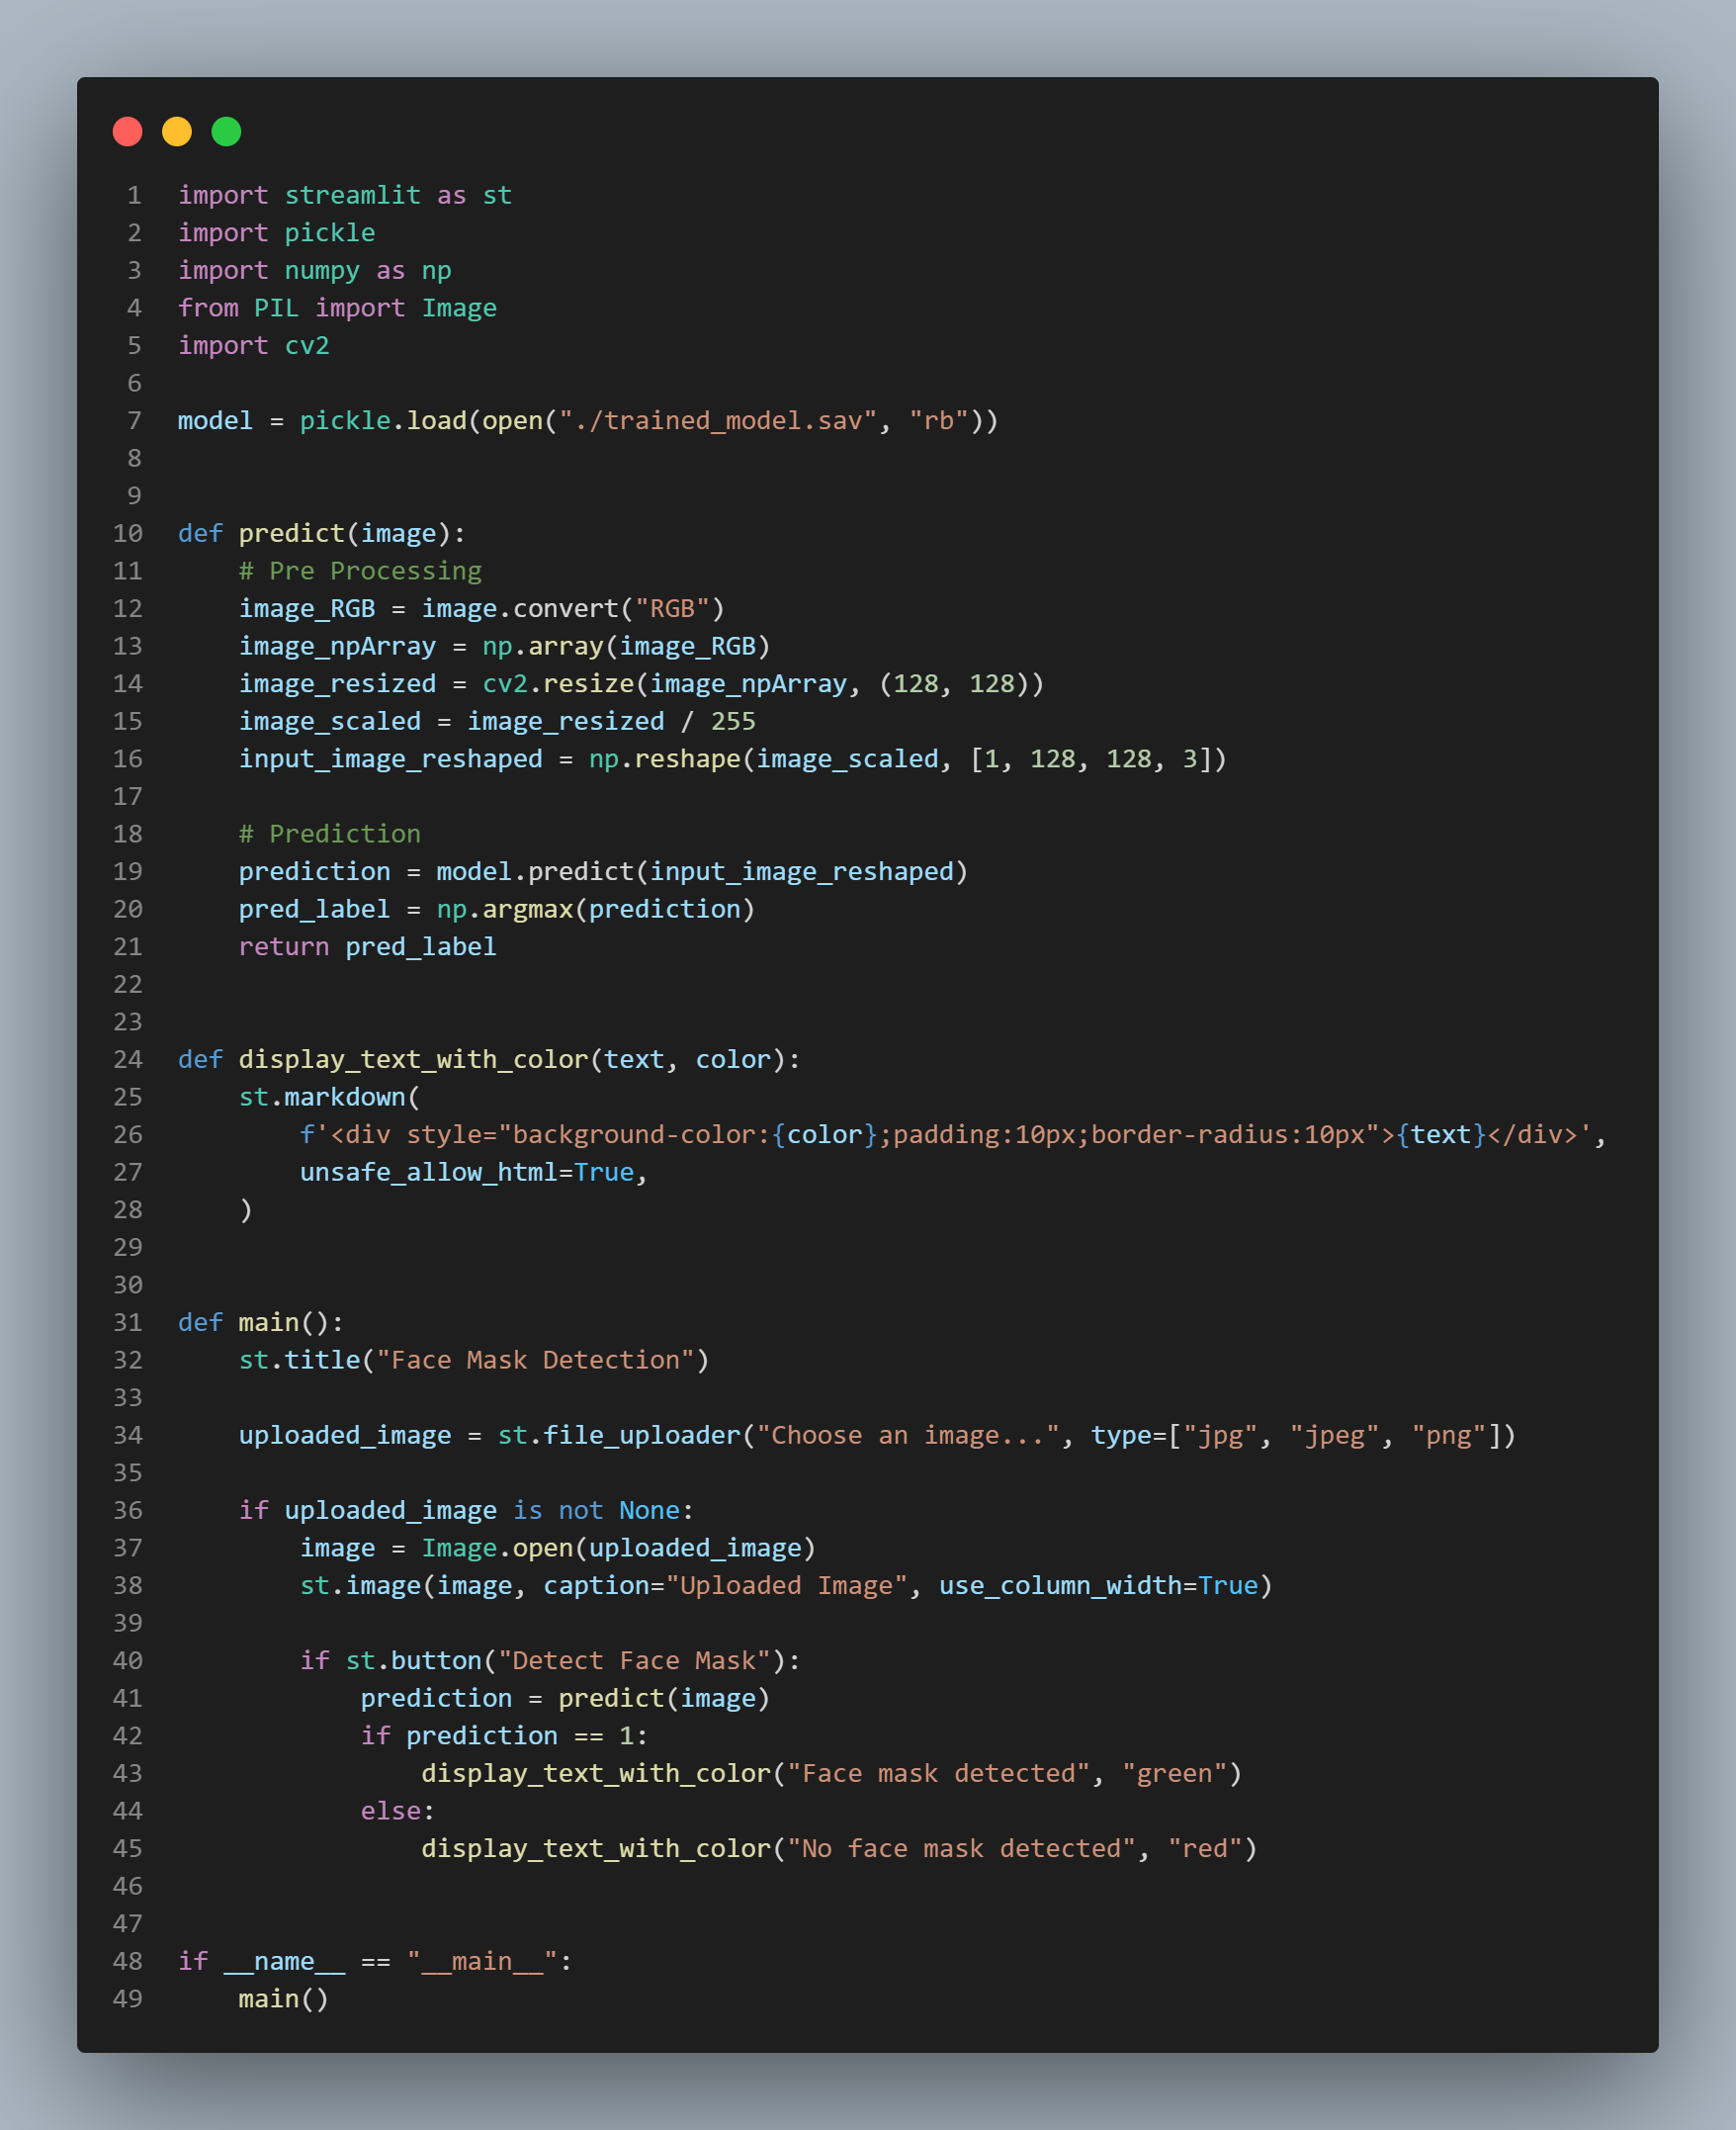 1 import streamlit as st
2 import pickle
3 import numpy as np
4 from PIL import Image
5 import cv2
6
7 model = pickle.load(open("./trained_model.sav", "rb"))
8
9
10 def predict(image):
11     # Pre Processing
12     image_RGB = image.convert("RGB")
13     image_npArray = np.array(image_RGB)
14     image_resized = cv2.resize(image_npArray, (128, 128))
15     image_scaled = image_resized / 255
16     input_image_reshaped = np.reshape(image_scaled, [1, 128, 128, 3])
17
18     # Prediction
19     prediction = model.predict(input_image_reshaped)
20     pred_label = np.argmax(prediction)
21     return pred_label
22
23
24 def display_text_with_color(text, color):
25     st.markdown(
26         f'<div style="background-color:{color};padding:10px;border-radius:10px">{text}</div>',
27         unsafe_allow_html=True,
28     )
29
30
31 def main():
32     st.title("Face Mask Detection")
33
34     uploaded_image = st.file_uploader("Choose an image...", type=["jpg", "jpeg", "png"])
35
36     if uploaded_image is not None:
37         image = Image.open(uploaded_image)
38         st.image(image, caption="Uploaded Image", use_column_width=True)
39
40         if st.button("Detect Face Mask"):
41             prediction = predict(image)
42             if prediction == 1:
43                 display_text_with_color("Face mask detected", "green")
44             else:
45                 display_text_with_color("No face mask detected", "red")
46
47
48 if __name__ == "__main__":
49     main()